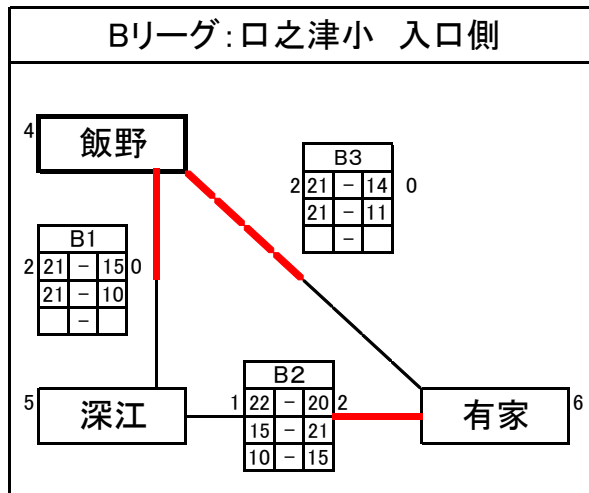 Bリーグ：口之津小 入口側
4 飯野
B3
2 21 － 14 0
21 － 11
－
B1
2 21 － 15 0
21 － 10
－
B2
5 深江 1 22 － 20 2 有家 6
15 － 21
10 － 15